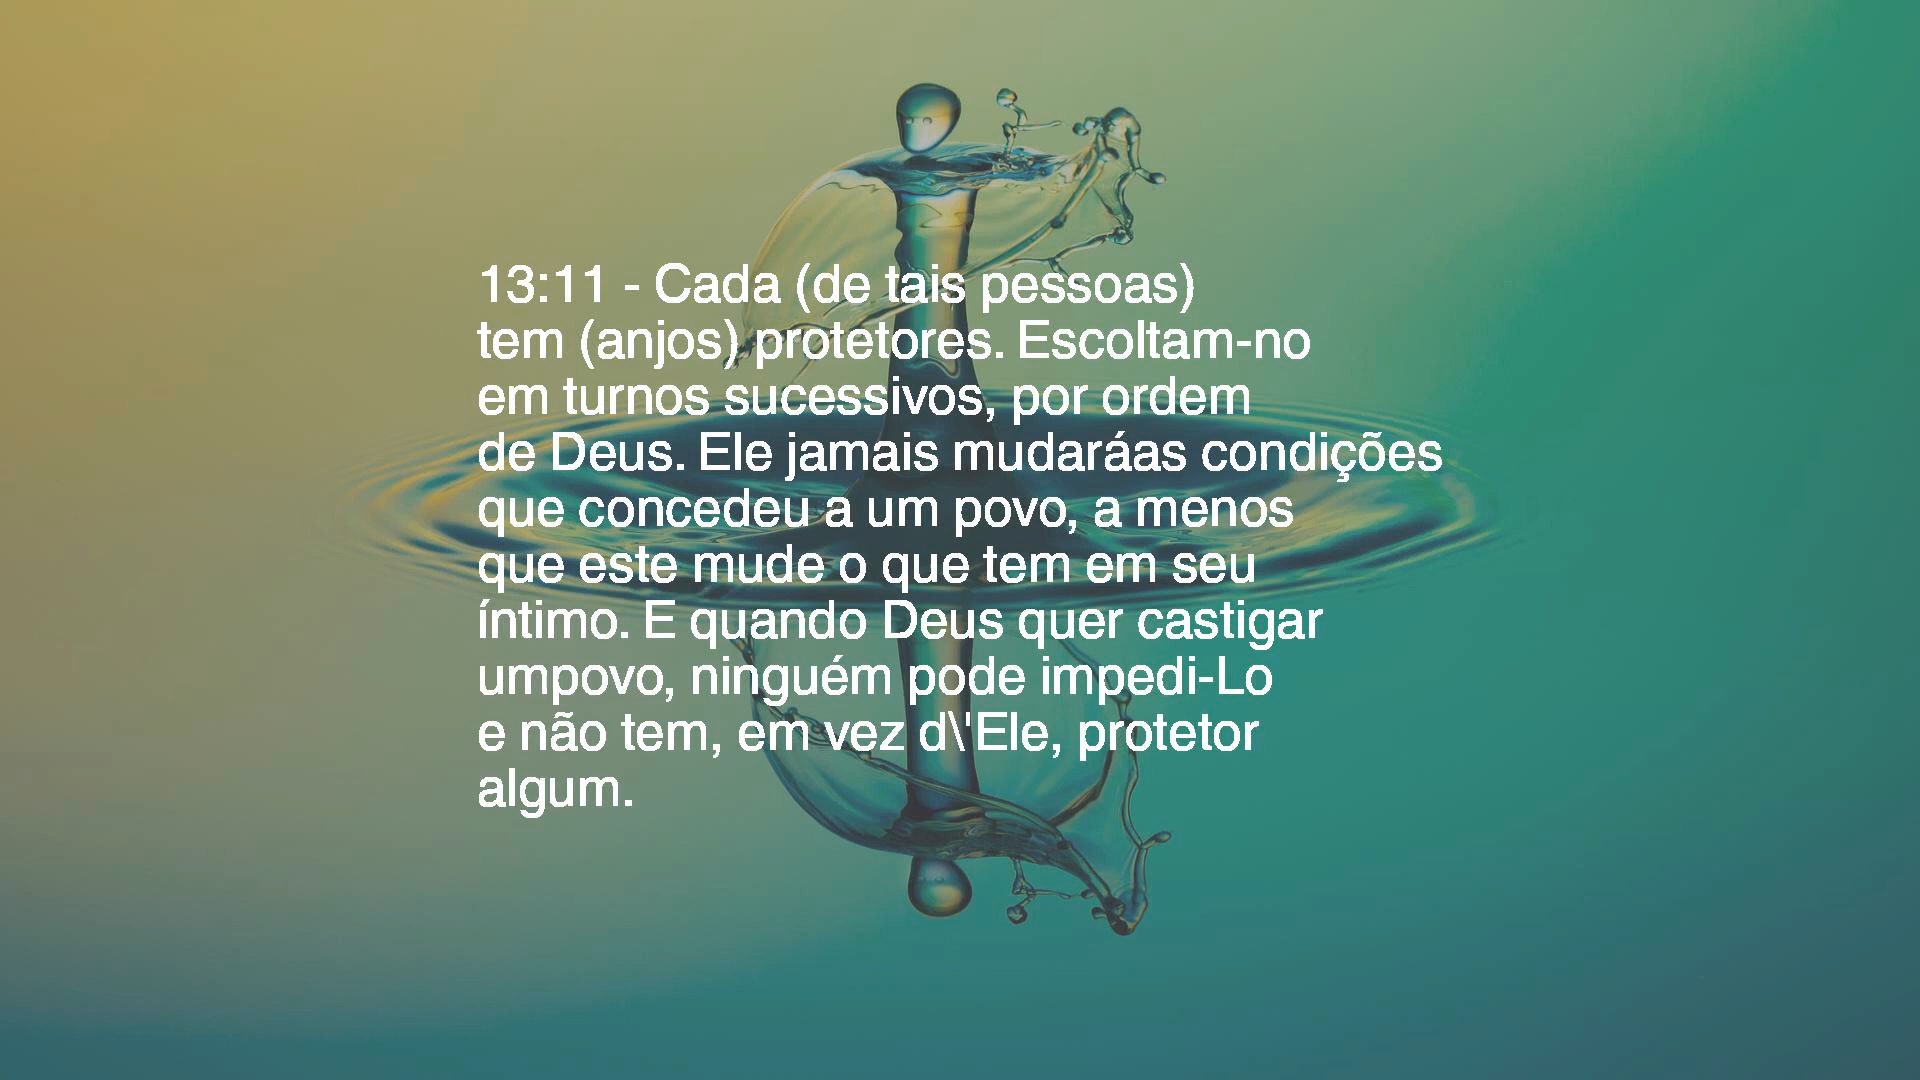 13:11 - Cada (de tais pessoas)
tem (anjos) protetores. Escoltam-no
em turnos sucessivos, por ordem
de Deus. Ele jamais mudaráas condições
que concedeu a um povo, a menos
que este mude o que tem em seu
íntimo. E quando Deus quer castigar
umpovo, ninguém pode impedi-Lo
e não tem, em vez d\'Ele, protetor
algum.